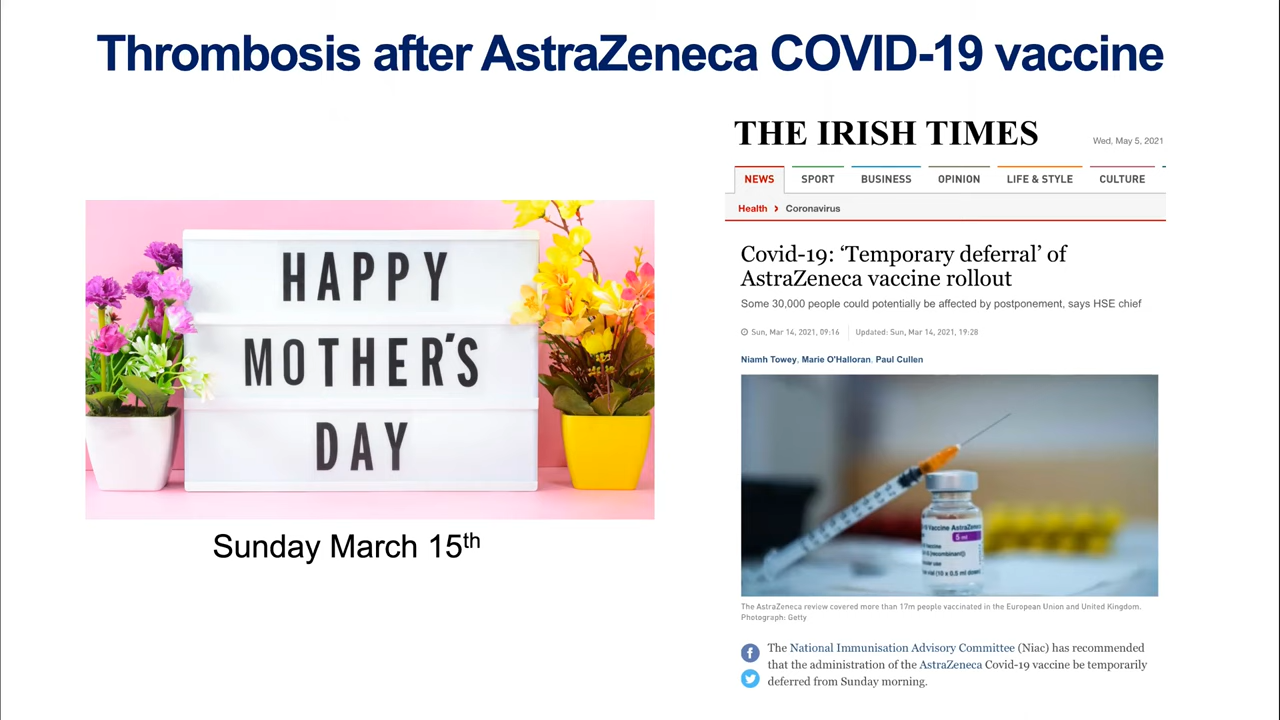 Thrombosis after AstraZeneca COVID-19 vaccine
HAPPY
MOTHER'S
DAY
Sunday March 15th
THE IRISH TIMES
Wed, May 5, 2021
NEWS SPORT BUSINESS OPINION LIFE & STYLE CULTURE
Health > Coronavirus
Covid-19: ‘Temporary deferral’ of
AstraZeneca vaccine rollout
Some 30,000 people could potentially be affected by postponement, says HSE chief
Sun, Mar 14, 2021, 09:16 Updated: Sun, Mar 14, 2021, 19:28
Niamh Towey, Marie O'Halloran, Paul Cullen
Vaccine AstraZeneca
5 ml
The AstraZeneca review covered more than 17m people vaccinated in the European Union and United Kingdom.
Photograph: Getty
The National Immunisation Advisory Committee (Niac) has recommended
that the administration of the AstraZeneca Covid-19 vaccine be temporarily
deferred from Sunday morning.